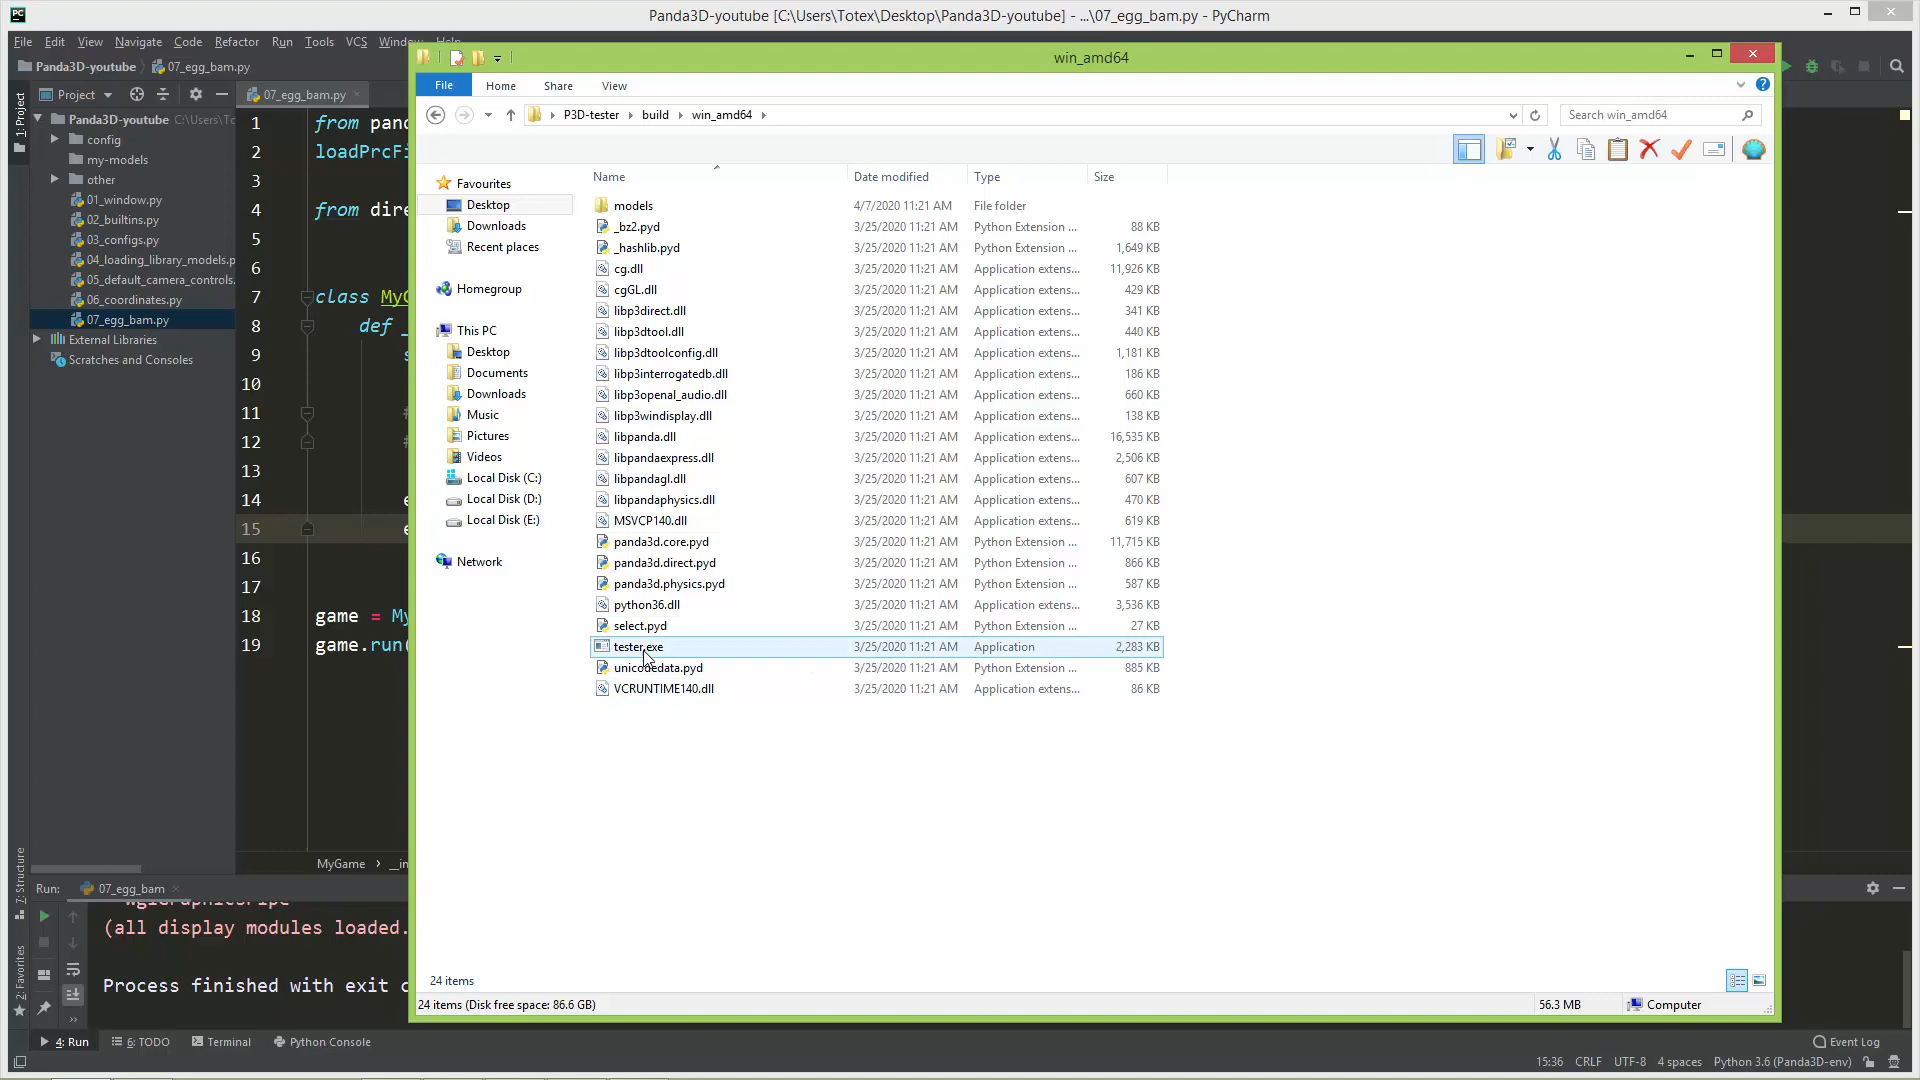 Panda3D-youtube [C:\Users\Totex\Desktop\Panda3D-youtube] - ...\07_egg_bam.py - PyCharm
File Edit View Navigate Code Refactor Run Tools VCS Window
win_amd64
Panda3D-youtube 07_egg_bam.py
File Home Share View
Project 07_egg_bam.py
P3D-tester build win_amd64 Search win_amd64
1: Project
Panda3D-youtube C:\Users\To
config
my-models
other
01_window.py
02_builtins.py
03_configs.py
04_loading_library_models.p
05_default_camera_controls.
06_coordinates.py
07_egg_bam.py
External Libraries
Scratches and Consoles
1 from pand
2 loadPrcFi
3
4 from dire
5
6
7 class MyG
8 def _
9 s
10
11 #
12 #
13
14 e
15 e
16
17
18 game = My
19 game.run(
MyGame
Favourites
Desktop
Downloads
Recent places
Homegroup
This PC
Desktop
Documents
Downloads
Music
Pictures
Videos
Local Disk (C:)
Local Disk (D:)
Local Disk (E:)
Network
Name Date modified Type Size
models 4/7/2020 11:21 AM File folder
_bz2.pyd 3/25/2020 11:21 AM Python Extension ... 88 KB
_hashlib.pyd 3/25/2020 11:21 AM Python Extension ... 1,649 KB
cg.dll 3/25/2020 11:21 AM Application extens... 11,926 KB
cgGL.dll 3/25/2020 11:21 AM Application extens... 429 KB
libp3direct.dll 3/25/2020 11:21 AM Application extens... 341 KB
libp3dtool.dll 3/25/2020 11:21 AM Application extens... 440 KB
libp3dtoolconfig.dll 3/25/2020 11:21 AM Application extens... 1,181 KB
libp3interrogatedb.dll 3/25/2020 11:21 AM Application extens... 186 KB
libp3openal_audio.dll 3/25/2020 11:21 AM Application extens... 660 KB
libp3windisplay.dll 3/25/2020 11:21 AM Application extens... 138 KB
libpanda.dll 3/25/2020 11:21 AM Application extens... 16,535 KB
libpandaexpress.dll 3/25/2020 11:21 AM Application extens... 2,506 KB
libpandagl.dll 3/25/2020 11:21 AM Application extens... 607 KB
libpandaphysics.dll 3/25/2020 11:21 AM Application extens... 470 KB
MSVCP140.dll 3/25/2020 11:21 AM Application extens... 619 KB
panda3d.core.pyd 3/25/2020 11:21 AM Python Extension ... 11,715 KB
panda3d.direct.pyd 3/25/2020 11:21 AM Python Extension ... 866 KB
panda3d.physics.pyd 3/25/2020 11:21 AM Python Extension ... 587 KB
python36.dll 3/25/2020 11:21 AM Application extens... 3,536 KB
select.pyd 3/25/2020 11:21 AM Python Extension ... 27 KB
tester.exe 3/25/2020 11:21 AM Application 2,283 KB
unicodedata.pyd 3/25/2020 11:21 AM Python Extension ... 885 KB
VCRUNTIME140.dll 3/25/2020 11:21 AM Application extens... 86 KB
24 items
24 items (Disk free space: 86.6 GB) 56.3 MB Computer
7: Structure
2: Favorites
Run: 07_egg_bam
(all display modules loaded.
Process finished with exit c
4: Run 6: TODO Terminal Python Console Event Log
15:36 CRLF UTF-8 4 spaces Python 3.6 (Panda3D-env)